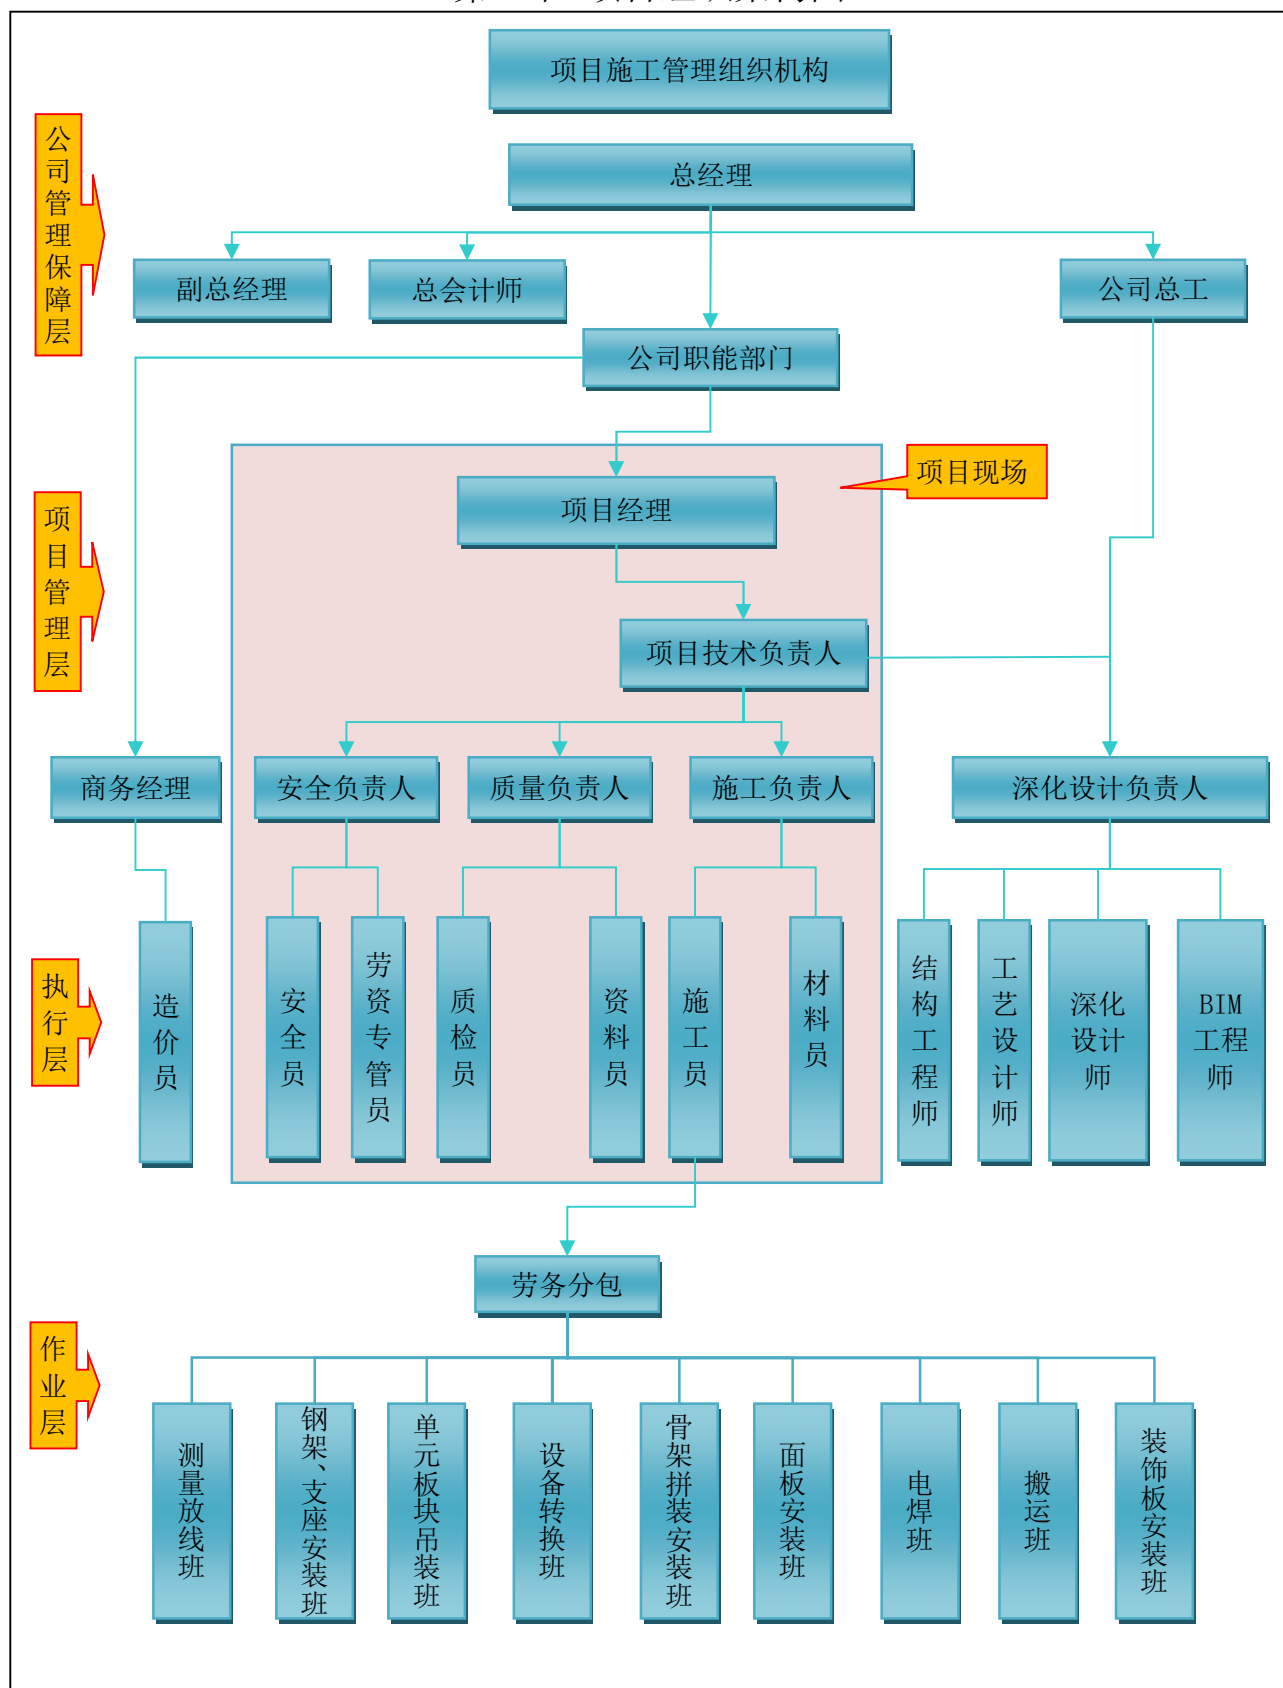 项目施工管理组织机构
公司管理保障层
总经理
副总经理
总会计师
公司总工
公司职能部门
项目现场
项目管理层
项目经理
项目技术负责人
商务经理
安全负责人
质量负责人
施工负责人
深化设计负责人
执行层
造价员
安全员
劳资专管员
质检员
资料员
施工员
材料员
结构工程师
工艺设计师
深化
设计
师
BIM
工程
师
劳务分包
作业层
测量放线班
钢架、支座安装班
单元板块吊装班
设备转换班
骨架拼装安装班
面板安装班
电焊班
搬运班
装饰板安装班